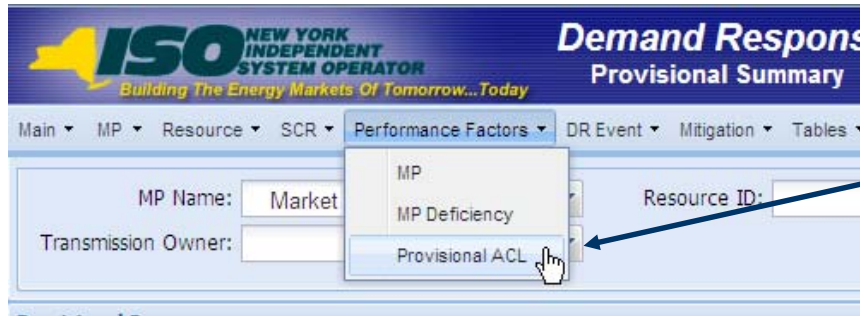 ISO NEW YORK
INDEPENDENT
SYSTEM OPERATOR
Building The Energy Markets Of Tomorrow...Today
Demand Respons
Provisional Summary
Main MP Resource SCR Performance Factors DR Event Mitigation Tables
MP Name: Market Resource ID:
Transmission Owner:
MP
MP Deficiency
Provisional ACL